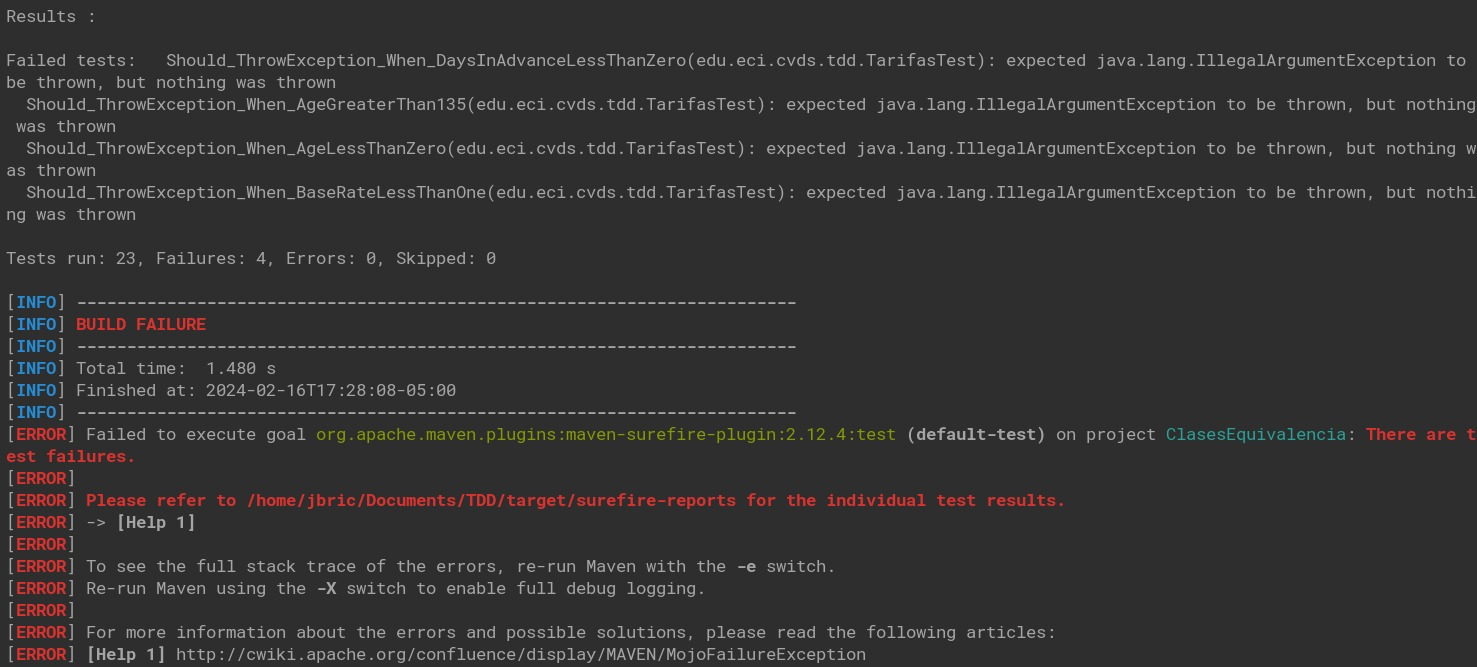 Results :
Failed tests:   Should_ThrowException_When_DaysInAdvanceLessThanZero(edu.eci.cvds.tdd.TarifasTest): expected java.lang.IllegalArgumentException to
be thrown, but nothing was thrown
  Should_ThrowException_When_AgeGreaterThan135(edu.eci.cvds.tdd.TarifasTest): expected java.lang.IllegalArgumentException to be thrown, but nothing
 was thrown
  Should_ThrowException_When_AgeLessThanZero(edu.eci.cvds.tdd.TarifasTest): expected java.lang.IllegalArgumentException to be thrown, but nothing w
as thrown
  Should_ThrowException_When_BaseRateLessThanOne(edu.eci.cvds.tdd.TarifasTest): expected java.lang.IllegalArgumentException to be thrown, but nothi
ng was thrown
Tests run: 23, Failures: 4, Errors: 0, Skipped: 0
[INFO] ------------------------------------------------------------------------
[INFO] BUILD FAILURE
[INFO] ------------------------------------------------------------------------
[INFO] Total time:  1.480 s
[INFO] Finished at: 2024-02-16T17:28:08-05:00
[INFO] ------------------------------------------------------------------------
[ERROR] Failed to execute goal org.apache.maven.plugins:maven-surefire-plugin:2.12.4:test (default-test) on project ClasesEquivalencia: There are t
est failures.
[ERROR]
[ERROR] Please refer to /home/jbric/Documents/TDD/target/surefire-reports for the individual test results.
[ERROR] -> [Help 1]
[ERROR]
[ERROR] To see the full stack trace of the errors, re-run Maven with the -e switch.
[ERROR] Re-run Maven using the -X switch to enable full debug logging.
[ERROR]
[ERROR] For more information about the errors and possible solutions, please read the following articles:
[ERROR] [Help 1] http://cwiki.apache.org/confluence/display/MAVEN/MojoFailureException